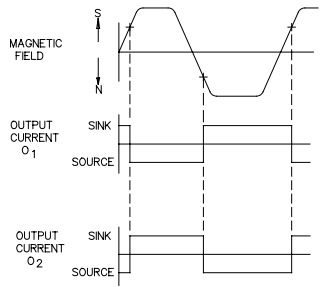 S
MAGNETIC
FIELD
N
OUTPUT
CURRENT
O1
SINK
SOURCE
OUTPUT
CURRENT
O2
SINK
SOURCE